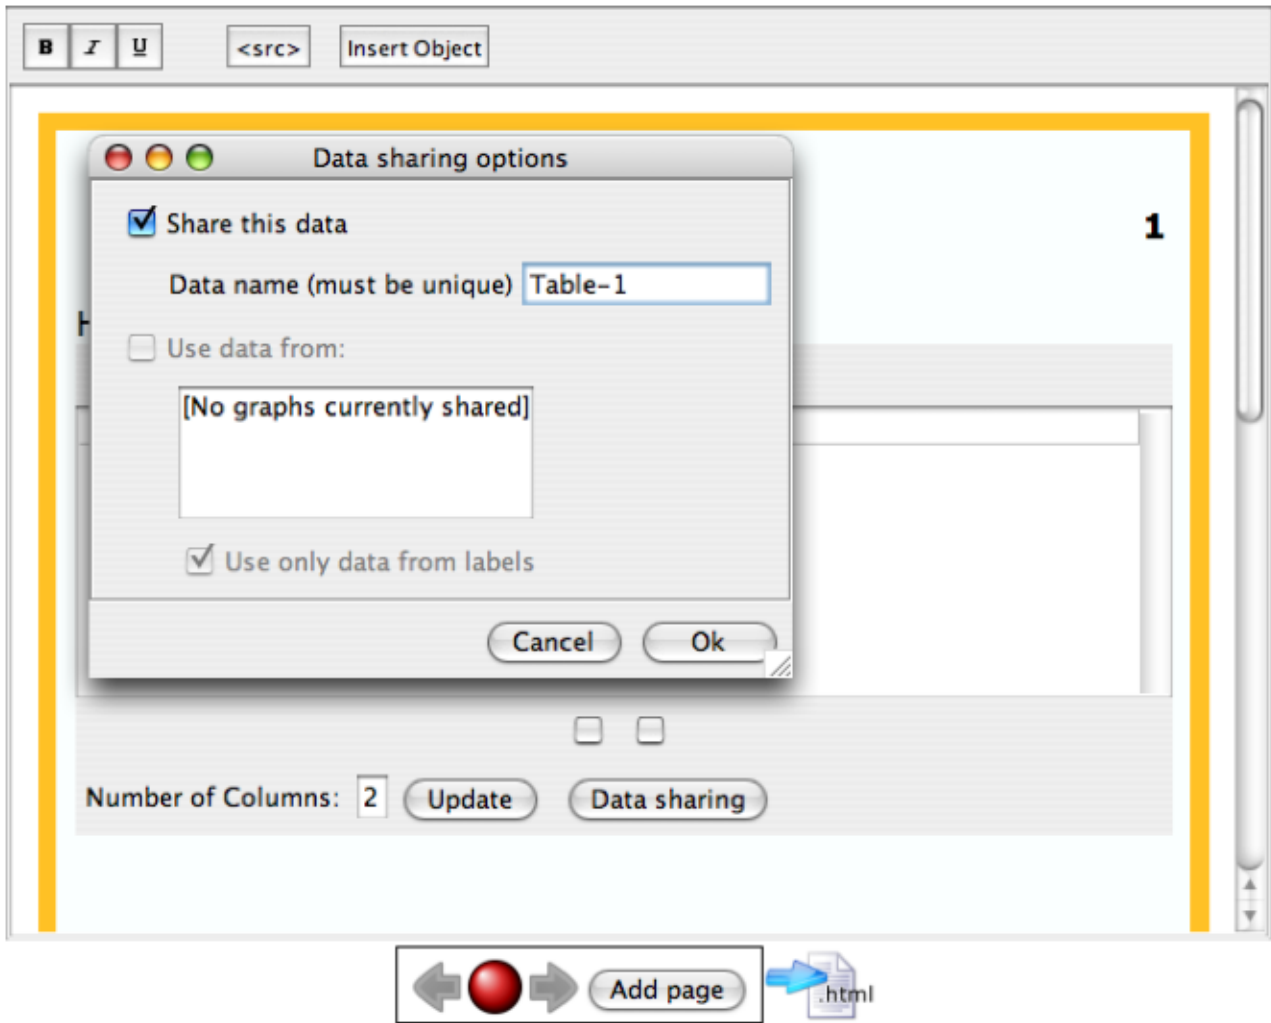 B I U <src> Insert Object
Data sharing options
Share this data
1
Data name (must be unique) Table-1
Use data from:
[No graphs currently shared]
Use only data from labels
Cancel Ok
Number of Columns: 2 Update Data sharing
Add page .html